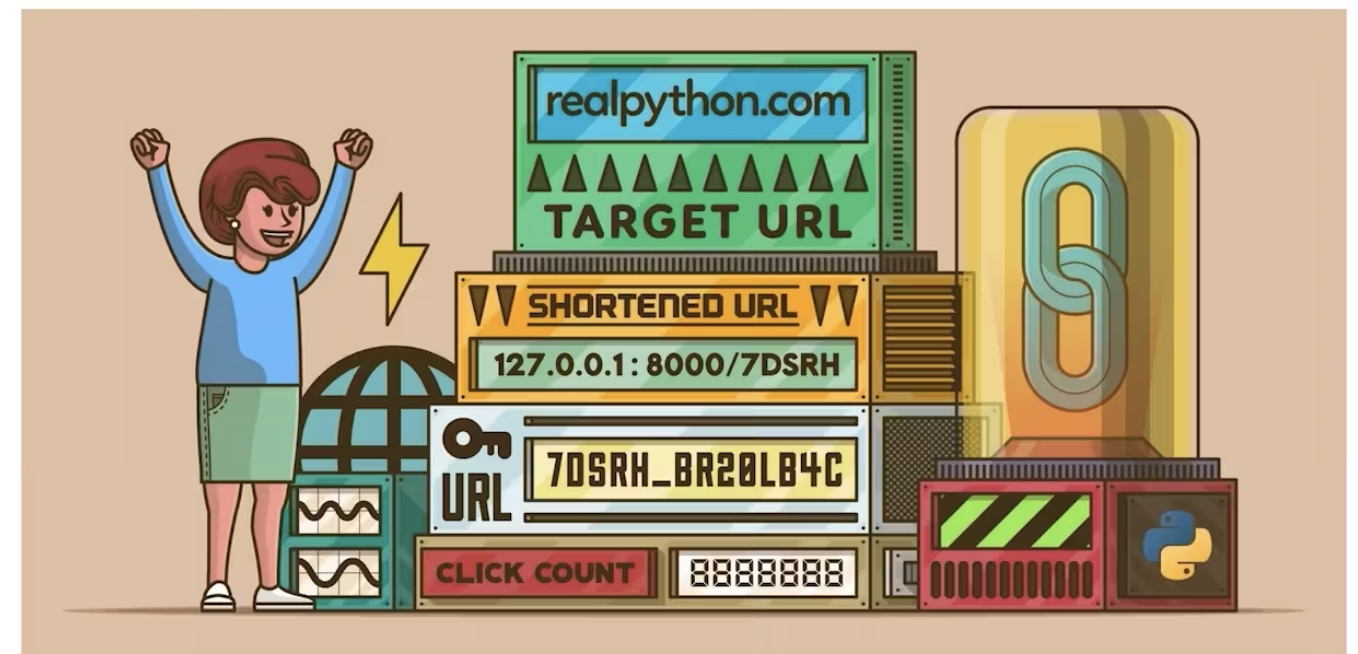 realpython.com
TARGET URL
SHORTENED URL
127.0.0.1:8000/7DSRH
URL
7DSRH_BR20LB4C
CLICK COUNT
8888888